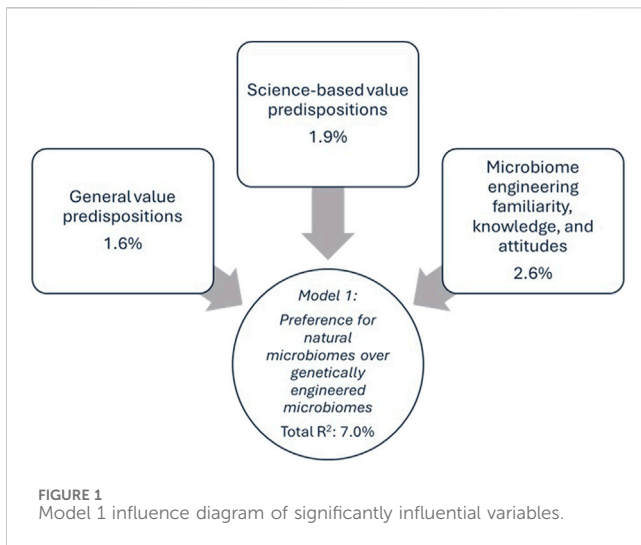 Science-based value
predispositions
1.9%
General value
predispositions
1.6%
Microbiome
engineering
familiarity,
knowledge, and
attitudes
2.6%
Model 1:
Preference for
natural
microbiomes over
genetically
engineered
microbiomes
Total R²: 7.0%
FIGURE 1
Model 1 influence diagram of significantly influential variables.